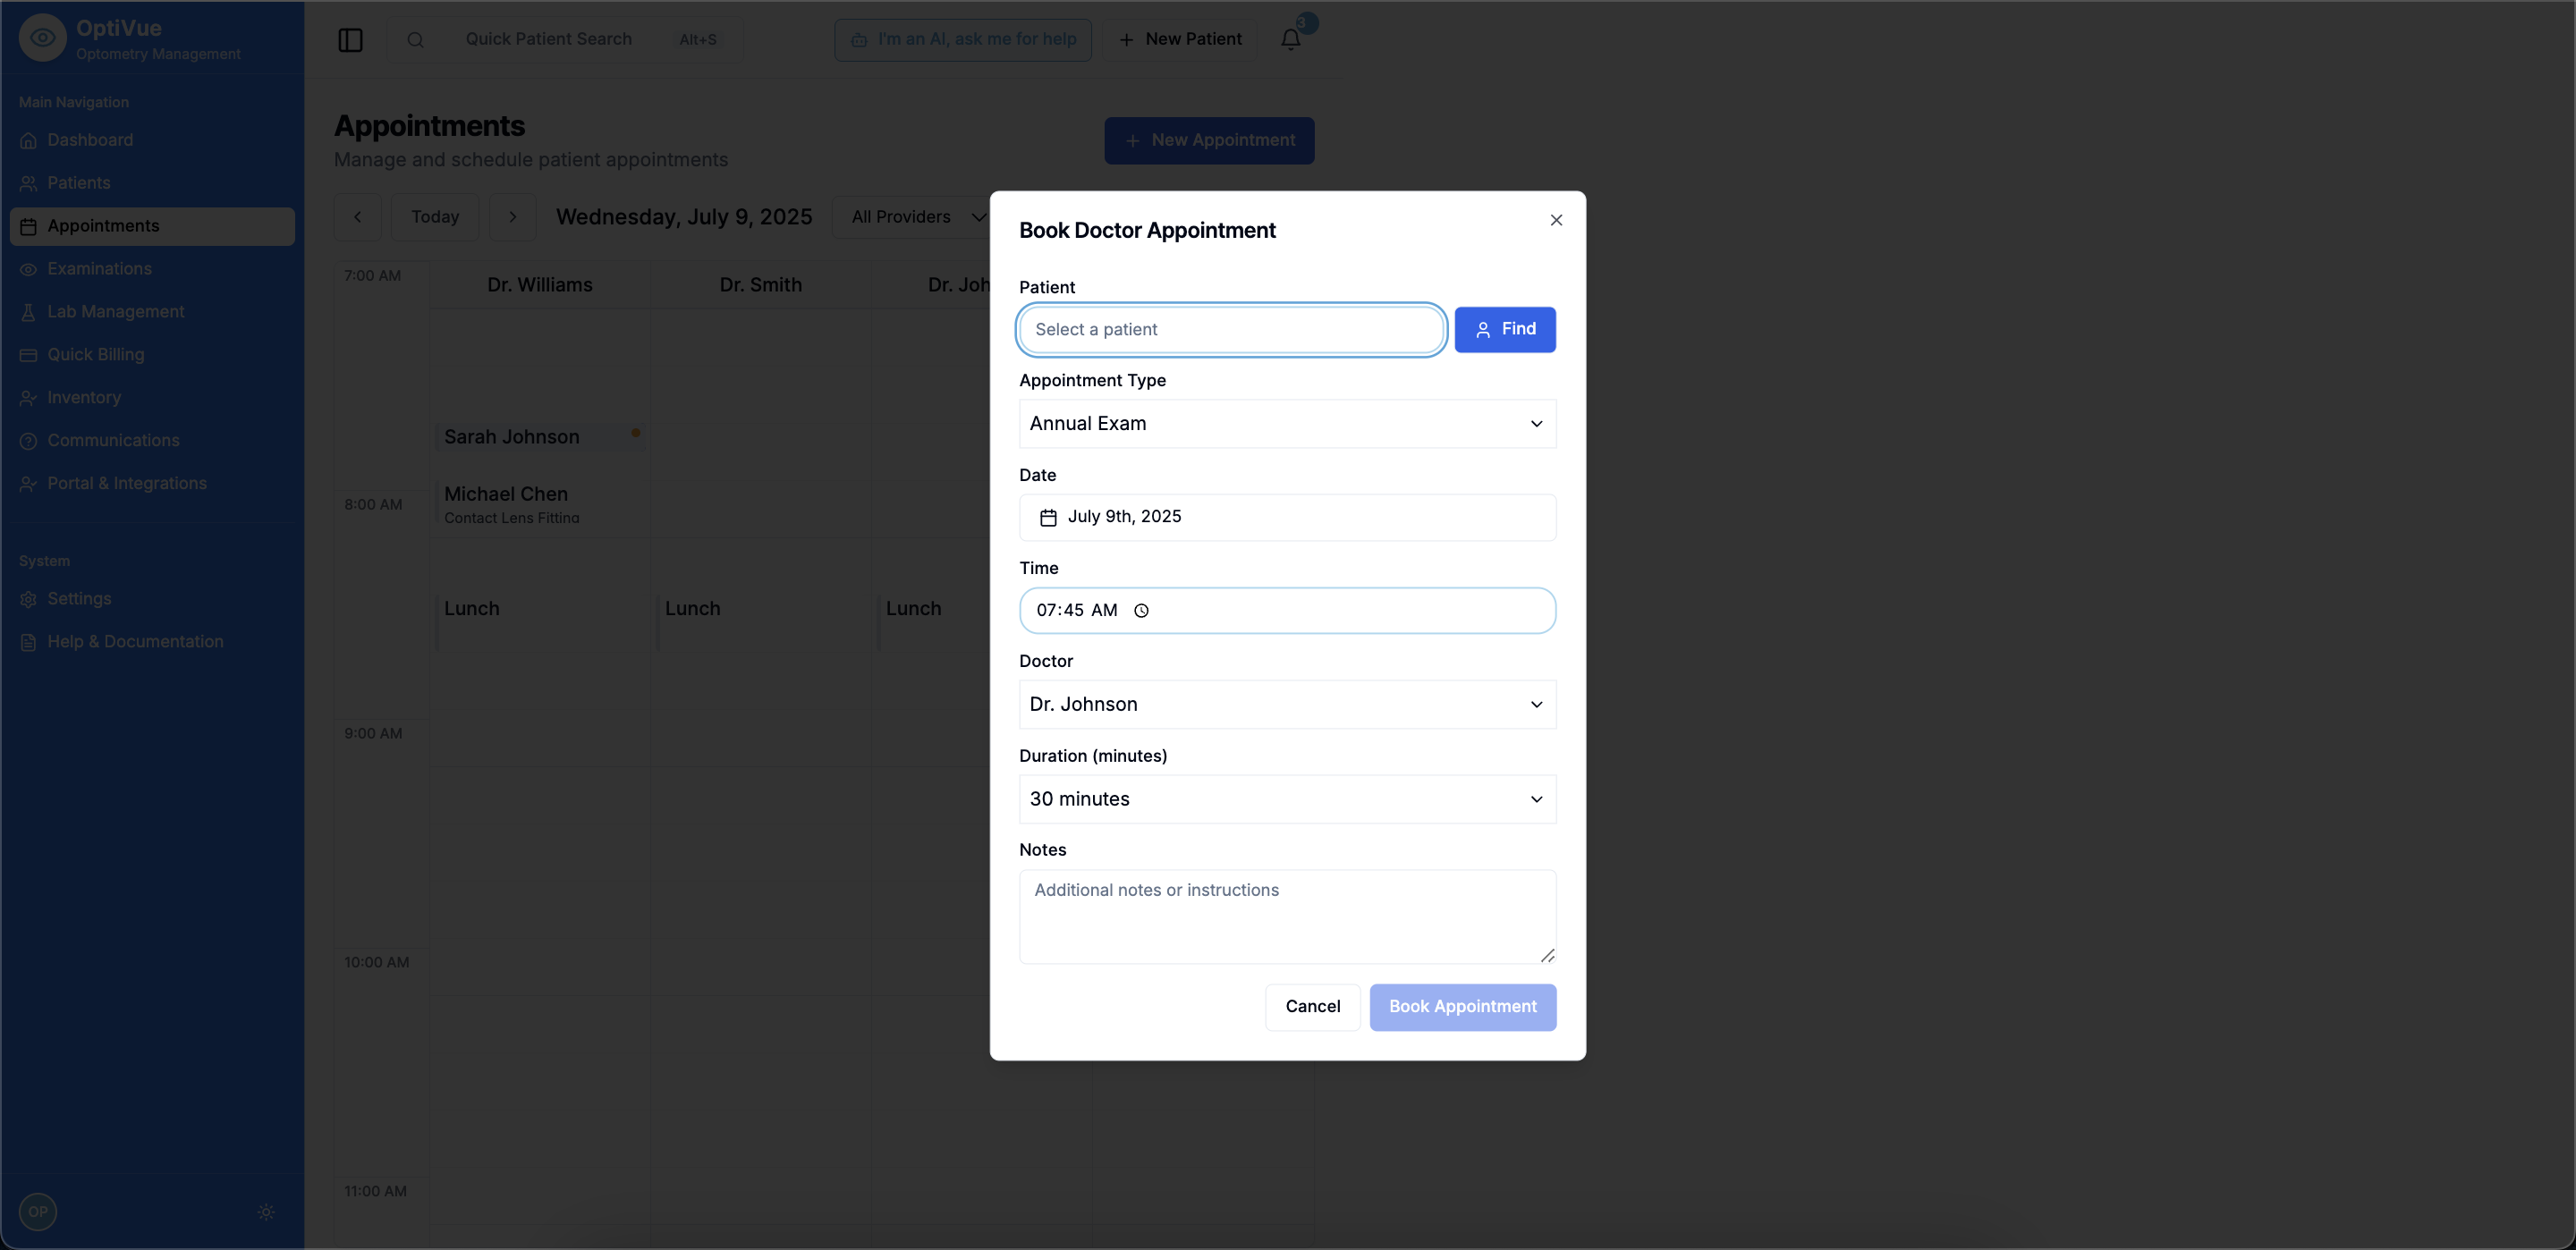 OptiVue
Optometry Management
Main Navigation
Dashboard
Patients
Appointments
Examinations
Lab Management
Quick Billing
Inventory
Communications
Portal & Integrations
System
Settings
Help & Documentation
OP
Quick Patient Search Alt+S
I'm an AI, ask me for help
New Patient
3
Appointments
Manage and schedule patient appointments
New Appointment
Today
Wednesday, July 9, 2025
All Providers
7:00 AM
Dr. Williams
Dr. Smith
Dr. Joh
Sarah Johnson
Michael Chen
Contact Lens Fitting
8:00 AM
Lunch
Lunch
Lunch
9:00 AM
10:00 AM
11:00 AM
Book Doctor Appointment
Patient
Select a patient
Find
Appointment Type
Annual Exam
Date
July 9th, 2025
Time
07:45 AM
Doctor
Dr. Johnson
Duration (minutes)
30 minutes
Notes
Additional notes or instructions
Cancel
Book Appointment